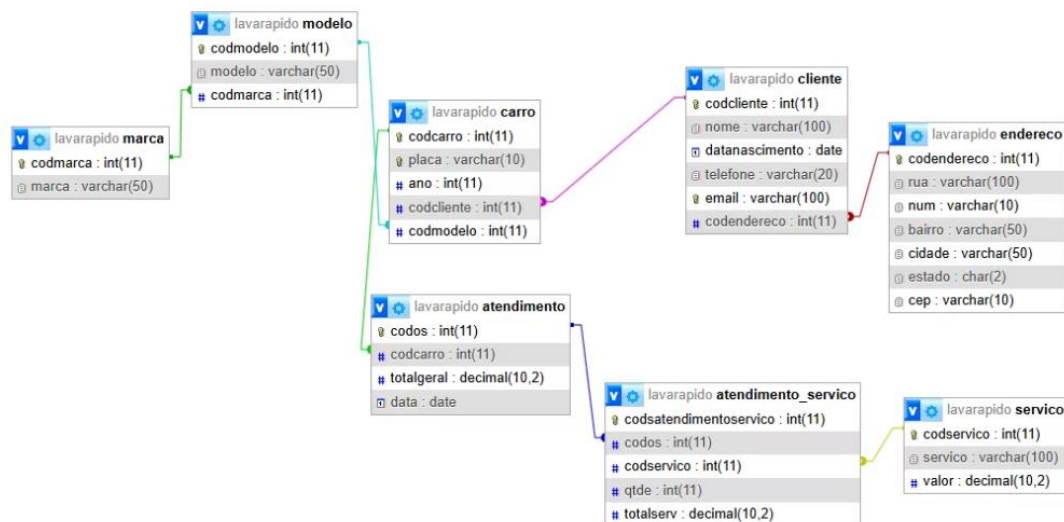 lavarapido modelo
codmodelo : int(11)
modelo : varchar(50)
codmarca : int(11)
lavarapido marca
codmarca : int(11)
marca : varchar(50)
lavarapido carro
codcarro : int(11)
placa : varchar(10)
ano : int(11)
codcliente : int(11)
codmodelo : int(11)
lavarapido cliente
codcliente : int(11)
nome : varchar(100)
datanascimento : date
telefone : varchar(20)
email : varchar(100)
codendereco : int(11)
lavarapido endereco
codendereco : int(11)
rua : varchar(100)
num : varchar(10)
bairro : varchar(50)
cidade : varchar(50)
estado : char(2)
cep : varchar(10)
lavarapido atendimento
codos : int(11)
codcarro : int(11)
totalgeral : decimal(10,2)
data : date
lavarapido atendimento_servico
codsatendimentoservico : int(11)
codos : int(11)
codservico : int(11)
qtde : int(11)
totalserv : decimal(10,2)
lavarapido servico
codservico : int(11)
servico : varchar(100)
valor : decimal(10,2)